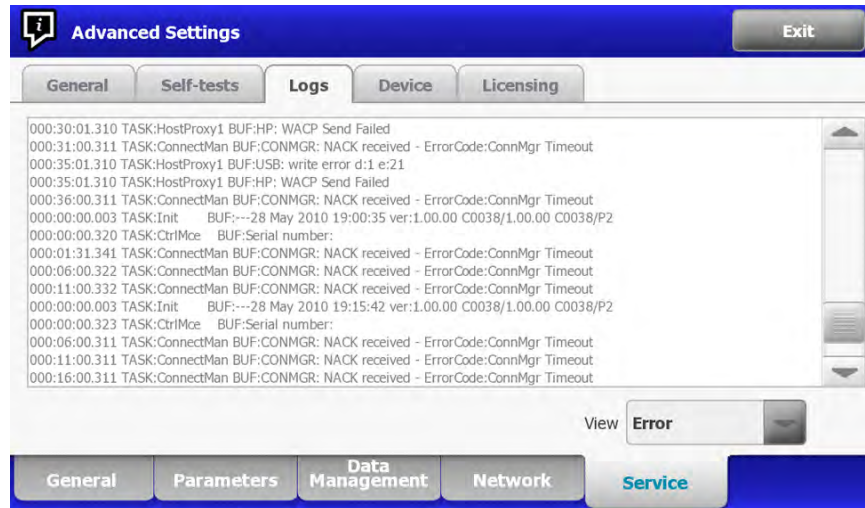 Advanced Settings
Exit
General
Self-tests
Logs
Device
Licensing
000:30:01.310 TASK:HostProxy1 BUF:HP: WACP Send Failed
000:31:00.311 TASK:ConnectMan BUF:CONMGR: NACK received - ErrorCode:ConnMgr Timeout
000:35:01.310 TASK:HostProxy1 BUF:USB: write error d:1 e:21
000:35:01.310 TASK:HostProxy1 BUF:HP: WACP Send Failed
000:36:00.311 TASK:ConnectMan BUF:CONMGR: NACK received - ErrorCode:ConnMgr Timeout
000:00:00.003 TASK:Init BUF:---28 May 2010 19:00:35 ver:1.00.00 C0038/1.00.00 C0038/P2
000:00:00.320 TASK:CtrlMce BUF:Serial number:
000:01:31.341 TASK:ConnectMan BUF:CONMGR: NACK received - ErrorCode:ConnMgr Timeout
000:06:00.322 TASK:ConnectMan BUF:CONMGR: NACK received - ErrorCode:ConnMgr Timeout
000:11:00.332 TASK:ConnectMan BUF:CONMGR: NACK received - ErrorCode:ConnMgr Timeout
000:00:00.003 TASK:Init BUF:---28 May 2010 19:15:42 ver:1.00.00 C0038/1.00.00 C0038/P2
000:00:00.323 TASK:CtrlMce BUF:Serial number:
000:06:00.311 TASK:ConnectMan BUF:CONMGR: NACK received - ErrorCode:ConnMgr Timeout
000:11:00.311 TASK:ConnectMan BUF:CONMGR: NACK received - ErrorCode:ConnMgr Timeout
000:16:00.311 TASK:ConnectMan BUF:CONMGR: NACK received - ErrorCode:ConnMgr Timeout
View
Error
General
Parameters
Data
Management
Network
Service